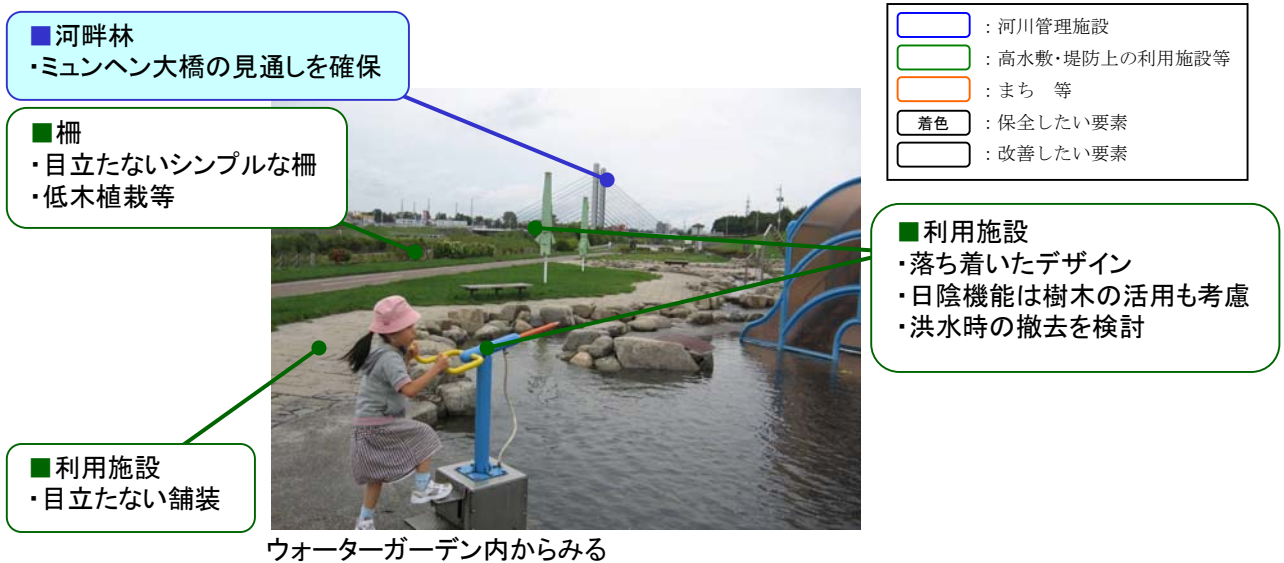 ■河畔林
・ミュンヘン大橋の見通しを確保
■柵
・目立たないシンプルな柵
・低木植栽等
：河川管理施設
：高水敷・堤防上の利用施設等
：まち　等
着色 ：保全したい要素
：改善したい要素
■利用施設
・落ち着いたデザイン
・日陰機能は樹木の活用も考慮
・洪水時の撤去を検討
■利用施設
・目立たない舗装
ウォーターガーデン内からみる